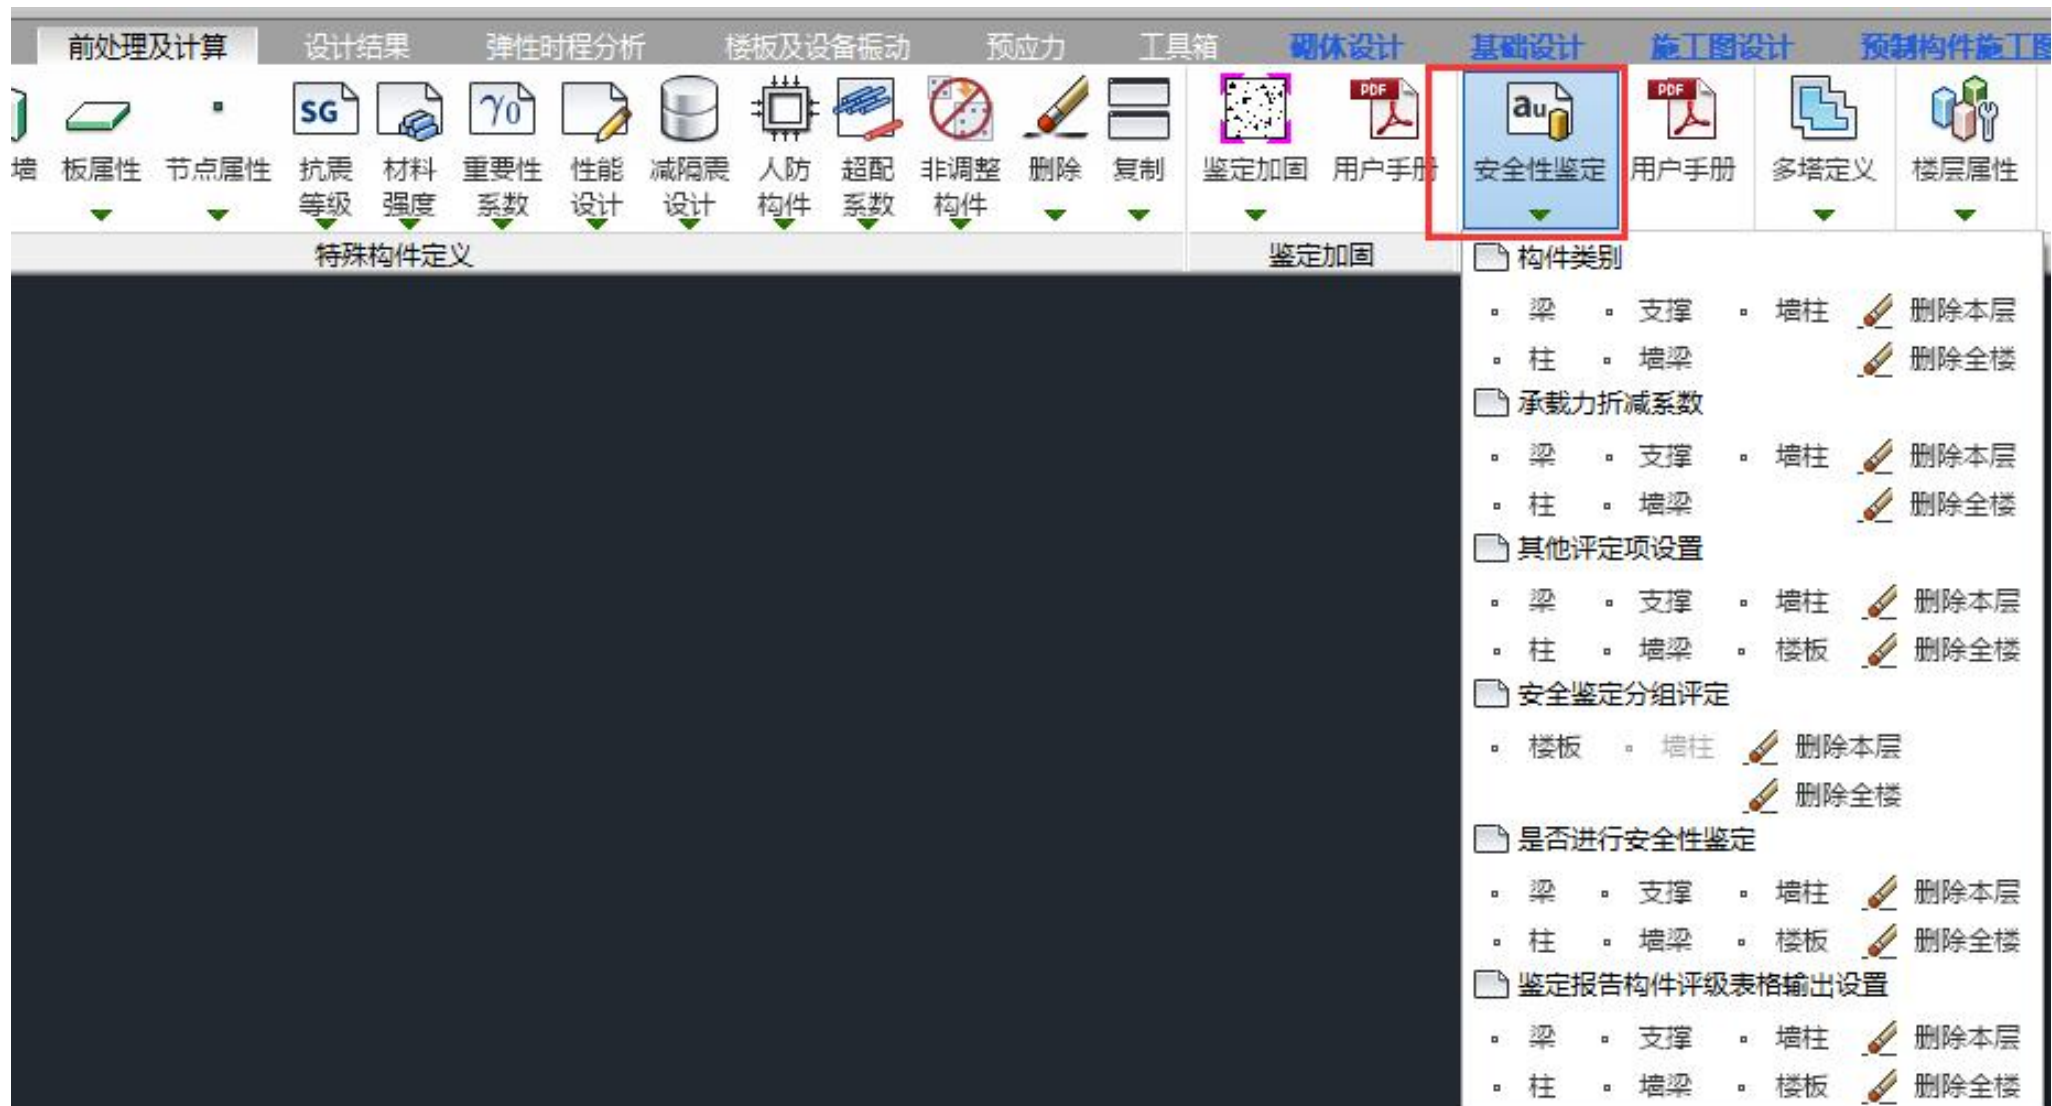 前处理及计算 设计结果 弹性时程分析 楼板及设备振动 预应力 工具箱 砌体设计 基础设计 施工图设计 预制构件施工图
SG γ0 PDF au PDF
墙 板属性 节点属性 抗震等级 材料强度 重要性系数 性能设计 减隔震设计 人防构件 超配系数 非调整构件 删除 复制 鉴定加固 用户手册 安全性鉴定 用户手册 多塔定义 楼层属性
特殊构件定义 鉴定加固
构件类别
梁 支撑 墙柱 删除本层
柱 墙梁 删除全楼
承载力折减系数
梁 支撑 墙柱 删除本层
柱 墙梁 删除全楼
其他评定项设置
梁 支撑 墙柱 删除本层
柱 墙梁 楼板 删除全楼
安全鉴定分组评定
楼板 墙柱 删除本层
删除全楼
是否进行安全性鉴定
梁 支撑 墙柱 删除本层
柱 墙梁 楼板 删除全楼
鉴定报告构件评级表格输出设置
梁 支撑 墙柱 删除本层
柱 墙梁 楼板 删除全楼